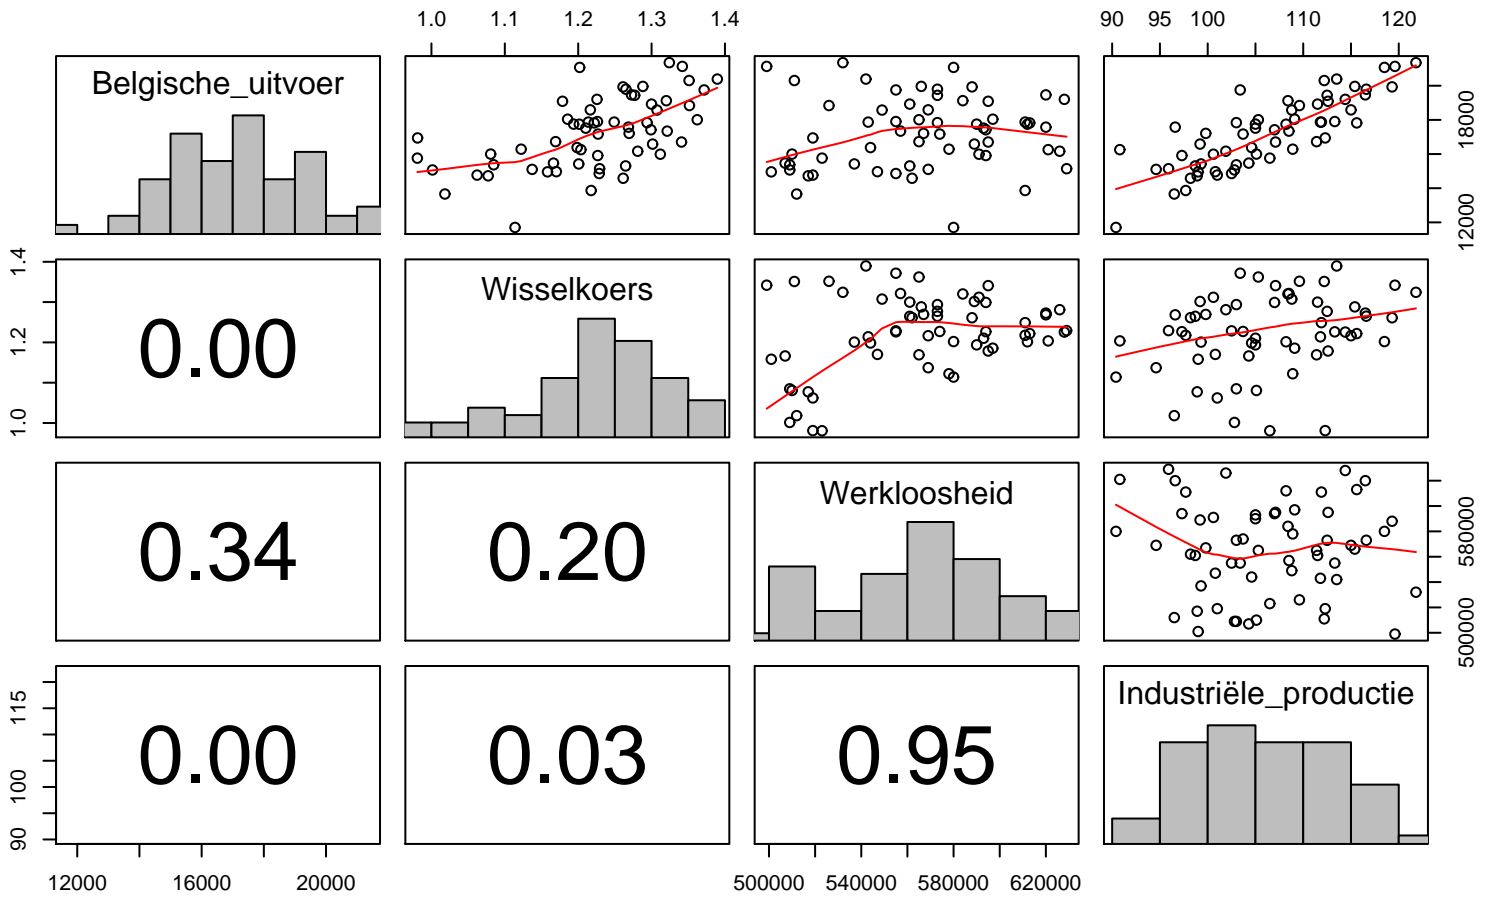 1.0 1.1 1.2 1.3 1.4
90 95 100 110 120
Belgische_uitvoer
12000 18000
1.0 1.2 1.4
0.00
Wisselkoers
0.34
0.20
Werkloosheid
500000 580000
90 100 115
0.00
0.03
0.95
Industriële_productie
12000 16000 20000
500000 540000 580000 620000